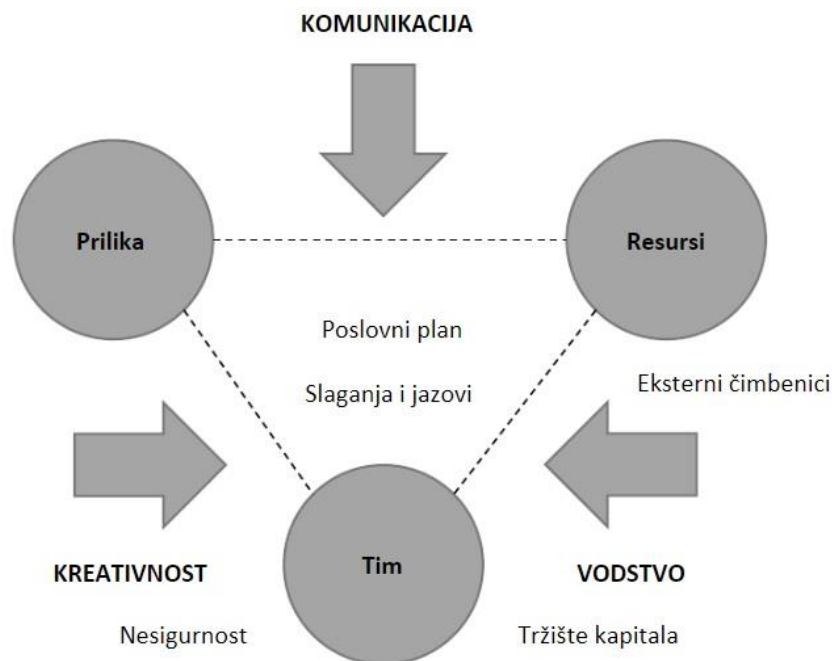 KOMUNIKACIJA
Prilika
Resursi
Poslovni plan
Slaganja i jazovi
Eksterni čimbenici
KREATIVNOST
Tim
VODSTVO
Nesigurnost
Tržište kapitala